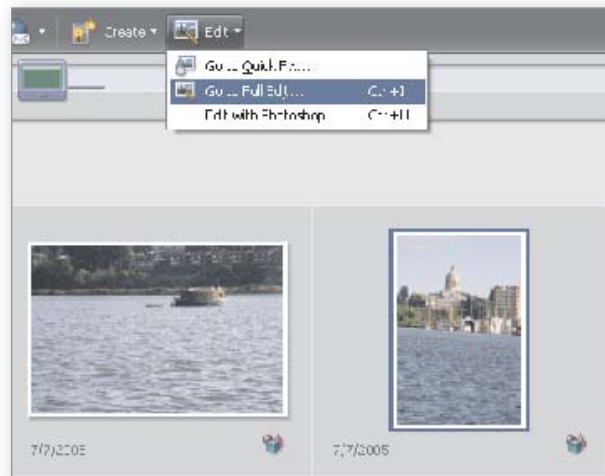 Create Edit
Go to Quick Fix...
Go to Full Edit... Ctrl+I
Edit with Photoshop
7/7/2005 7/7/2005